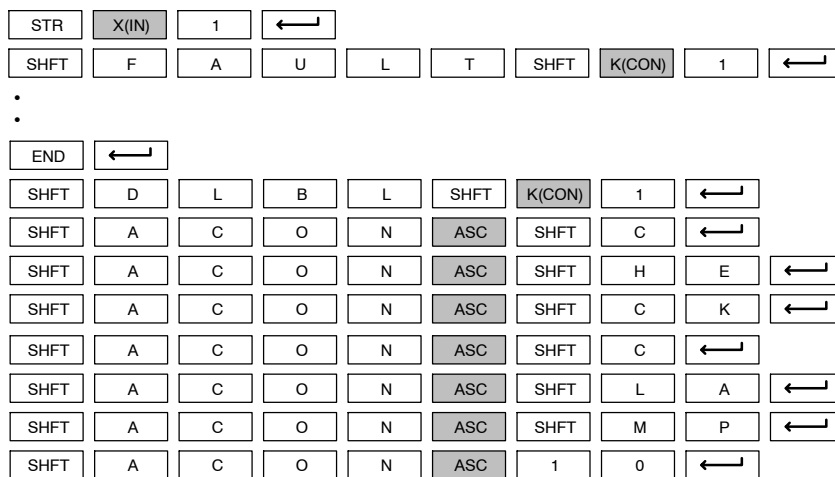 STR X(IN) 1
SHFT F A U L T SHFT K(CON) 1
END
SHFT D L B L SHFT K(CON) 1
SHFT A C O N ASC SHFT C
SHFT A C O N ASC SHFT H E
SHFT A C O N ASC SHFT C K
SHFT A C O N ASC SHFT C
SHFT A C O N ASC SHFT L A
SHFT A C O N ASC SHFT M P
SHFT A C O N ASC 1 0